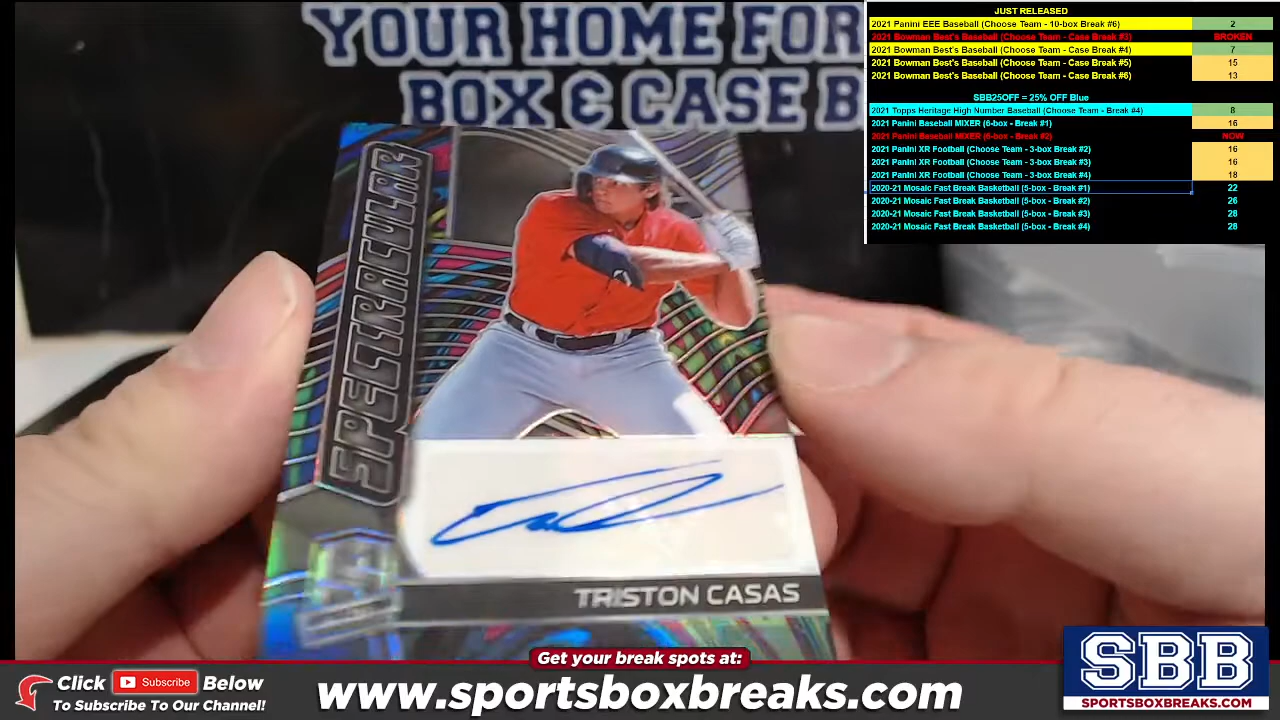 YOUR HOME FOR
BOX & CASE B
JUST RELEASED
2021 Panini EEE Baseball (Choose Team - 10-box Break #6) 2
2021 Bowman Best's Baseball (Choose Team - Case Break #3) BROKEN
2021 Bowman Best's Baseball (Choose Team - Case Break #4) 7
2021 Bowman Best's Baseball (Choose Team - Case Break #5) 15
2021 Bowman Best's Baseball (Choose Team - Case Break #6) 13
SBB25OFF = 25% OFF Blue
2021 Topps Heritage High Number Baseball (Choose Team - Break #4) 8
2021 Panini Baseball MIXER (6-box - Break #1) 16
2021 Panini Baseball MIXER (6-box - Break #2) NOW
2021 Panini XR Football (Choose Team - 3-box Break #2) 16
2021 Panini XR Football (Choose Team - 3-box Break #3) 16
2021 Panini XR Football (Choose Team - 3-box Break #4) 18
2020-21 Mosaic Fast Break Basketball (5-box - Break #1) 22
2020-21 Mosaic Fast Break Basketball (5-box - Break #2) 26
2020-21 Mosaic Fast Break Basketball (5-box - Break #3) 28
2020-21 Mosaic Fast Break Basketball (5-box - Break #4) 28
SPECTRACULAR
TRISTON CASAS
Get your break spots at:
Click Subscribe Below
To Subscribe To Our Channel!
www.sportsboxbreaks.com
SBB
SPORTSBOXBREAKS.COM